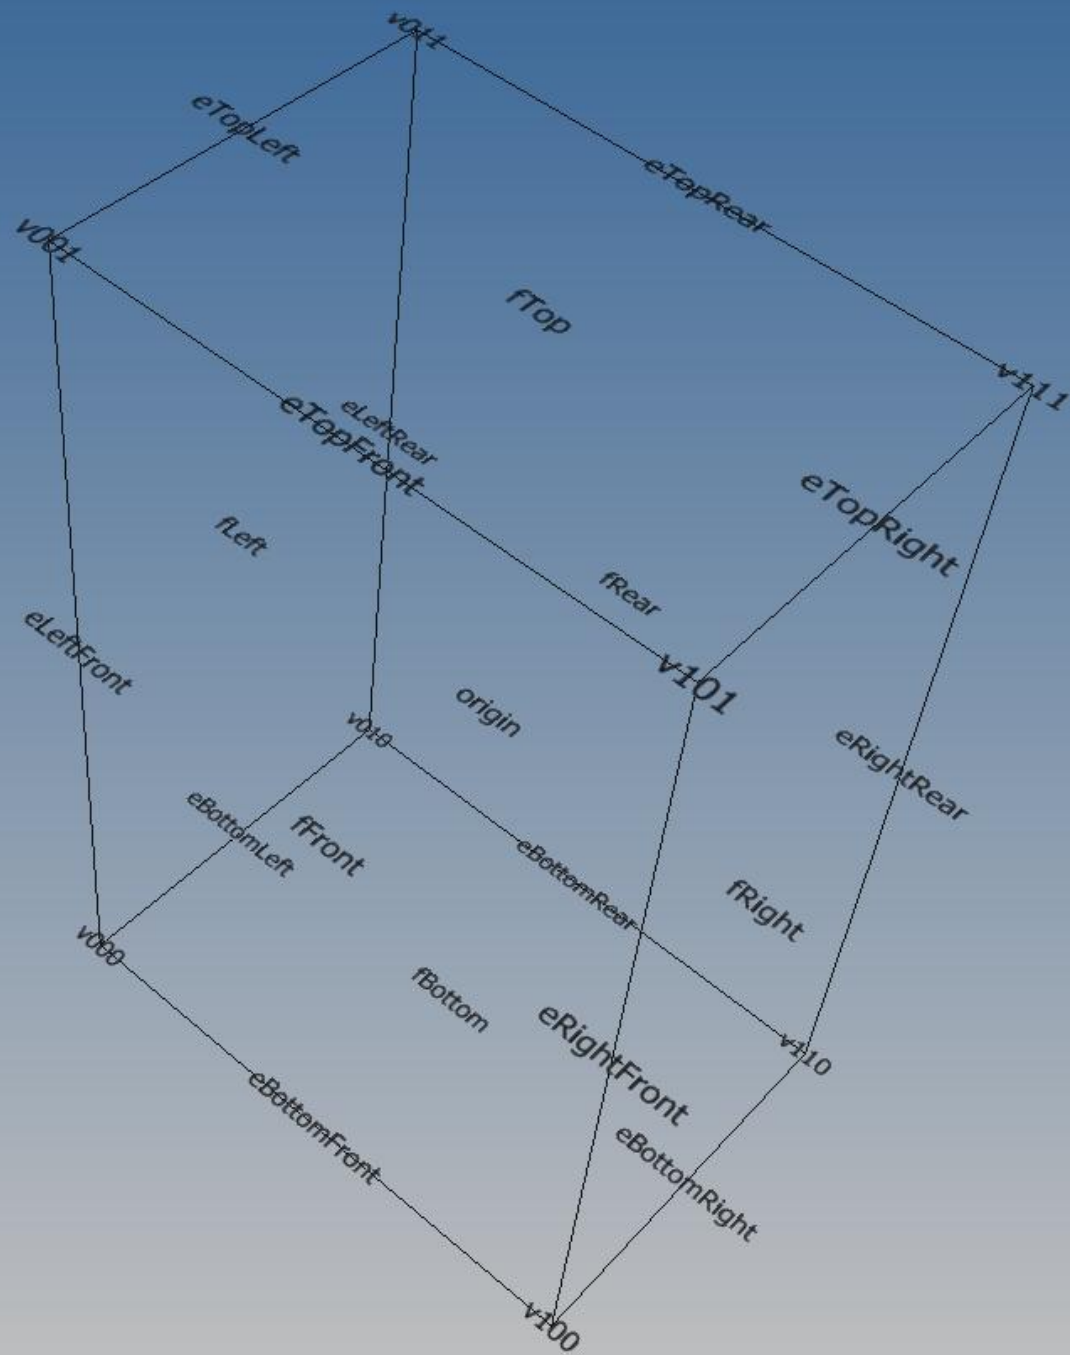 v011
eTopLeft
eTopRear
v001
fTop
v111
eTopFront
eLeftRear
eTopRight
fLeft
fRear
eLeftFront
v101
origin
v010
eRightRear
eBottomLeft
fFront
eBottomRear
fRight
v000
fBottom
eRightFront
v110
eBottomFront
eBottomRight
v100